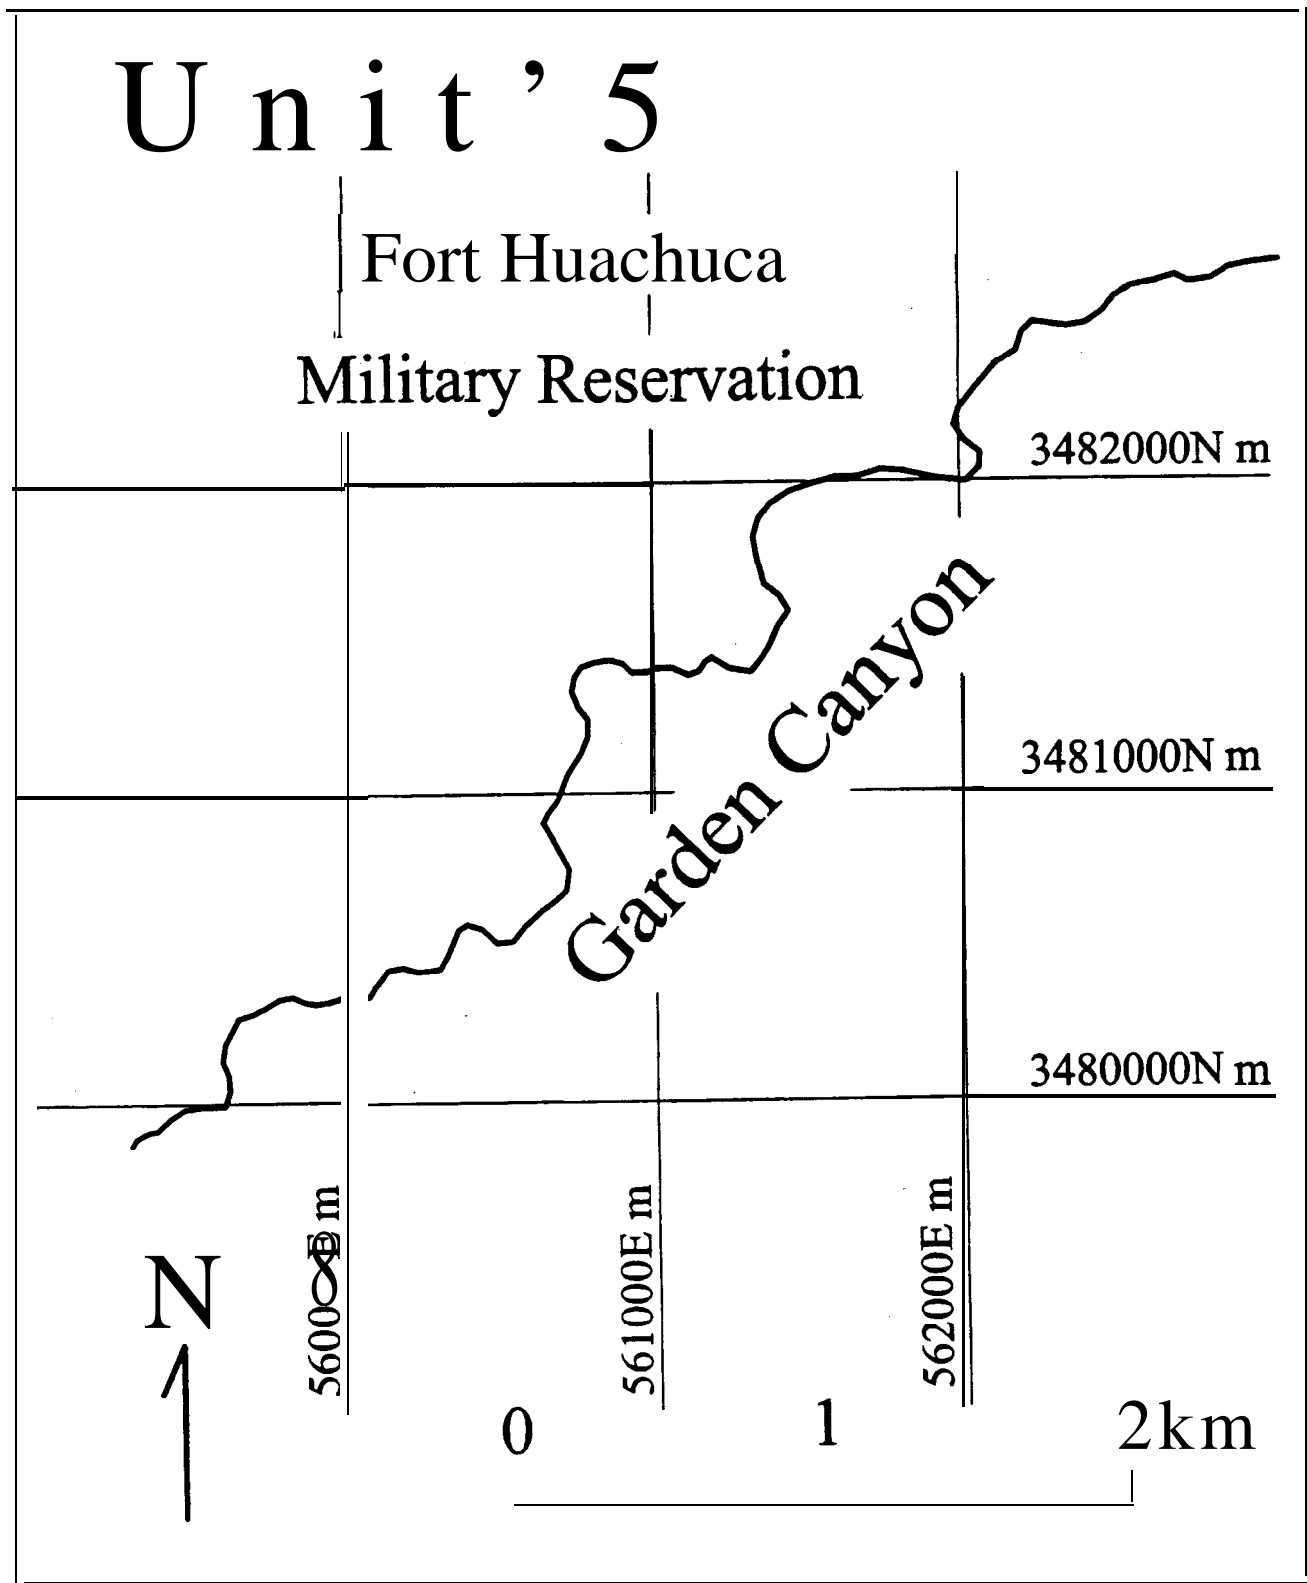 Unit’5
Fort Huachuca
Military Reservation
3482000N m
Garden Canyon
3481000N m
3480000N m
561000E m
562000E m
N
0
1
2km